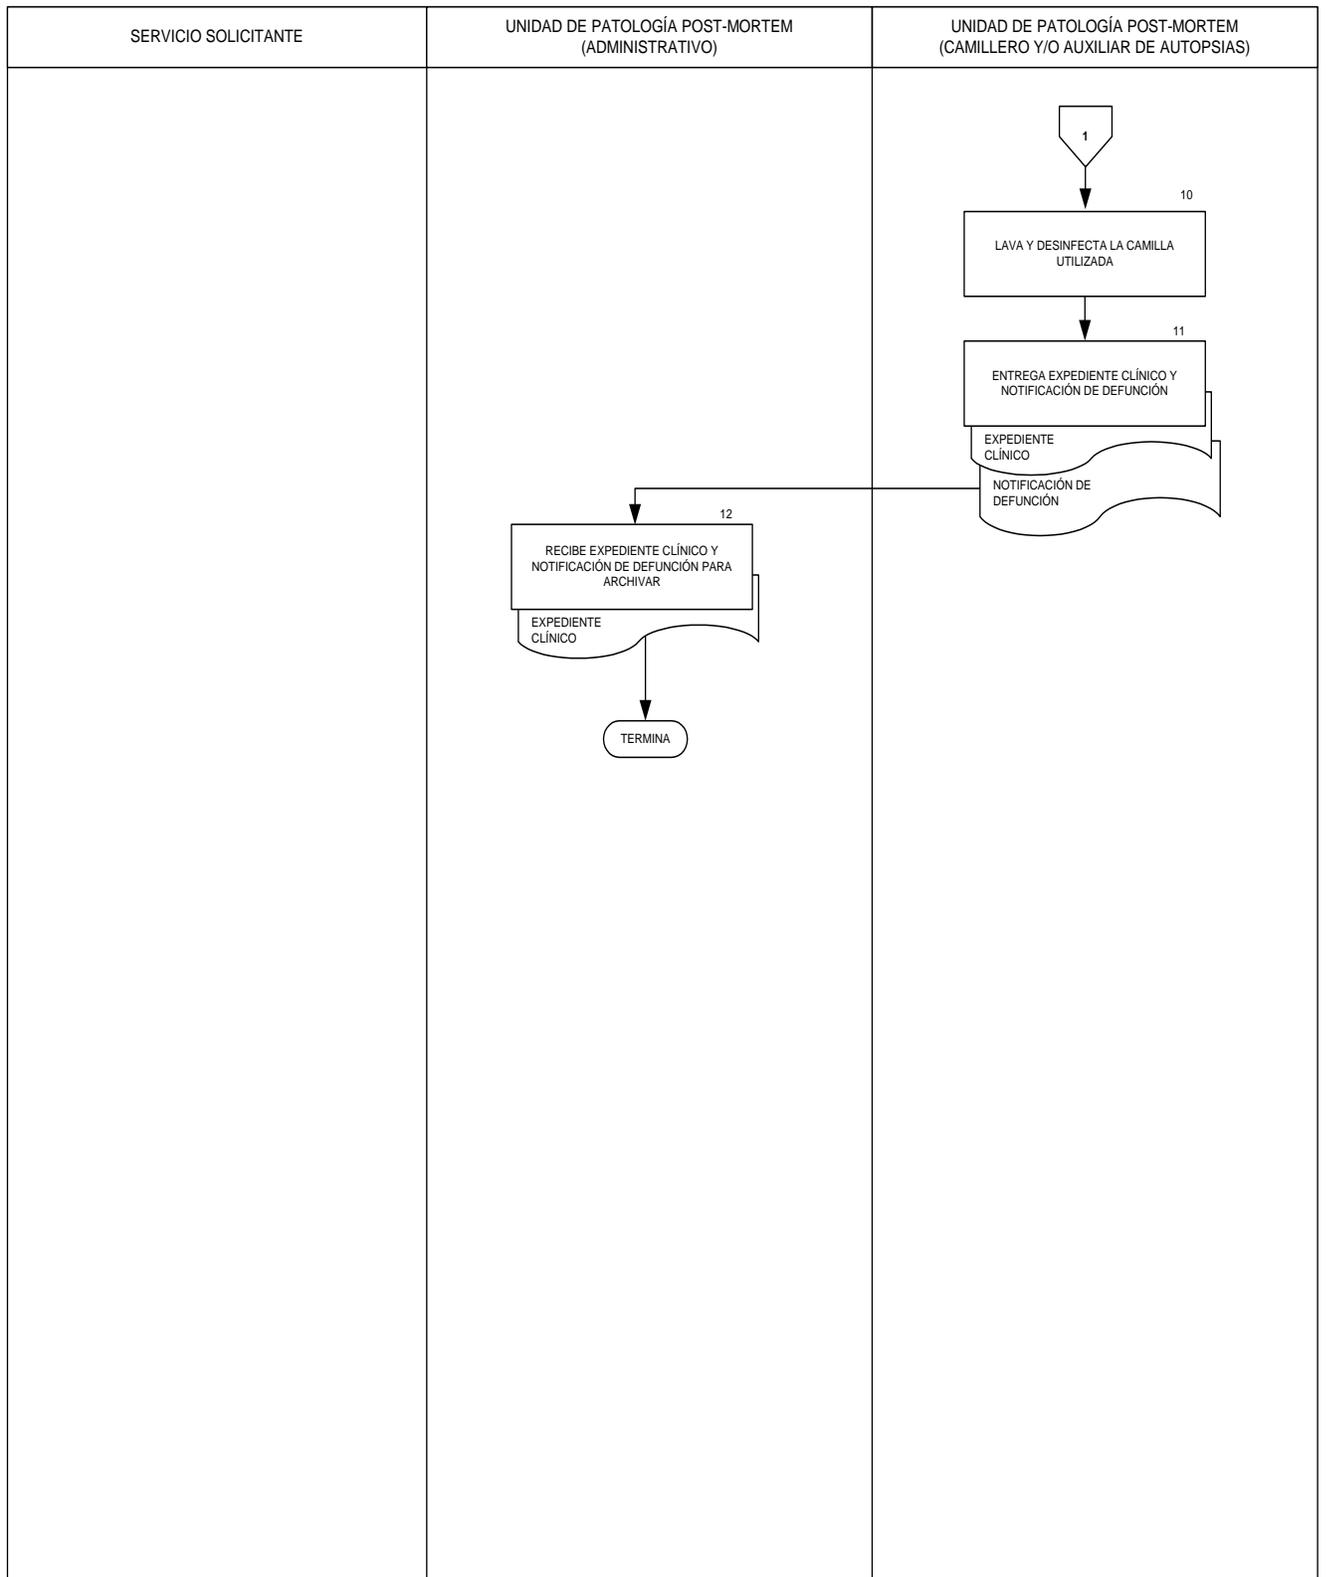 SERVICIO SOLICITANTE
UNIDAD DE PATOLOGÍA POST-MORTEM
(ADMINISTRATIVO)
UNIDAD DE PATOLOGÍA POST-MORTEM
(CAMILLERO Y/O AUXILIAR DE AUTOPSIAS)
1
10
LAVA Y DESINFECTA LA CAMILLA
UTILIZADA
11
ENTREGA EXPEDIENTE CLÍNICO Y
NOTIFICACIÓN DE DEFUNCIÓN
EXPEDIENTE
CLÍNICO
NOTIFICACIÓN DE
DEFUNCIÓN
12
RECIBE EXPEDIENTE CLÍNICO Y
NOTIFICACIÓN DE DEFUNCIÓN PARA
ARCHIVAR
EXPEDIENTE
CLÍNICO
TERMINA